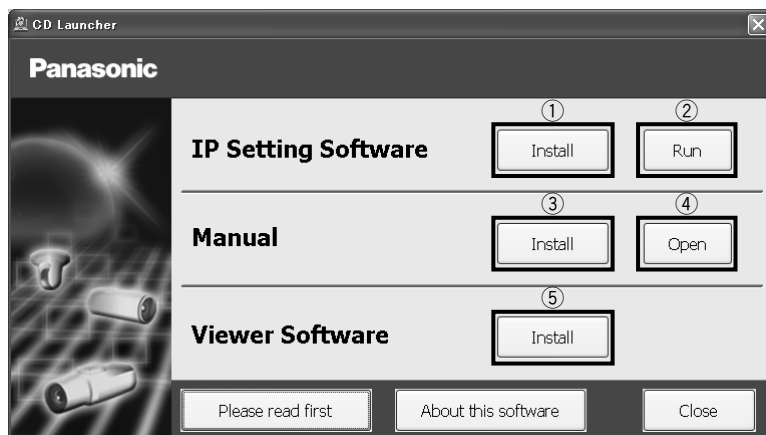 CD Launcher
Panasonic
① ②
IP Setting Software Install Run
③ ④
Manual Install Open
⑤
Viewer Software Install
Please read first About this software Close